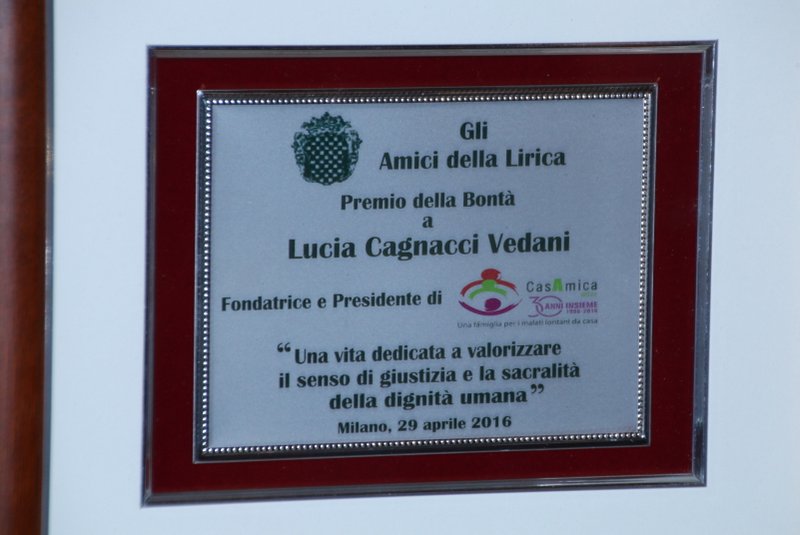 Gli
Amici della Lirica
Premio della Bontà
a
Lucia Cagnacci Vedani
Fondatrice e Presidente di
CasAmica
30 ANNI INSIEME
1986-2016
Una famiglia per i malati lontani da casa
“Una vita dedicata a valorizzare
il senso di giustizia e la sacralità
della dignità umana”
Milano, 29 aprile 2016